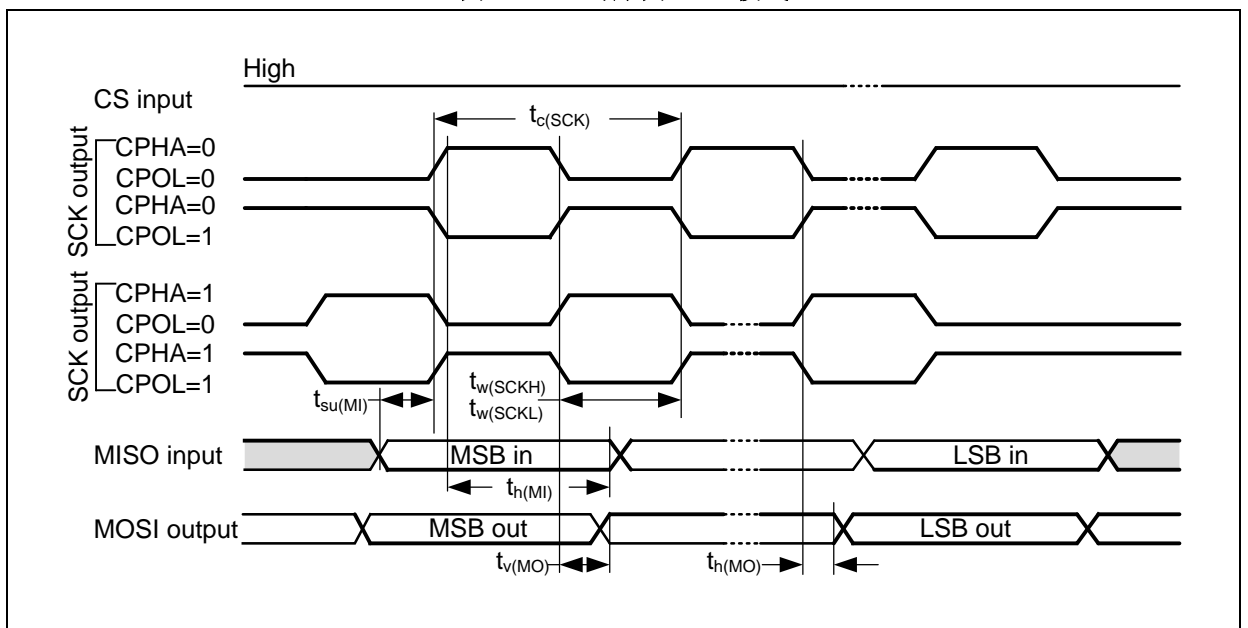 High
CS input
tc(SCK)
SCK output
CPHA=0
CPOL=0
CPHA=0
CPOL=1
SCK output
CPHA=1
CPOL=0
CPHA=1
CPOL=1
tsu(MI)
tw(SCKH)
tw(SCKL)
MISO input
MSB in
LSB in
th(MI)
MOSI output
MSB out
LSB out
tv(MO)
th(MO)